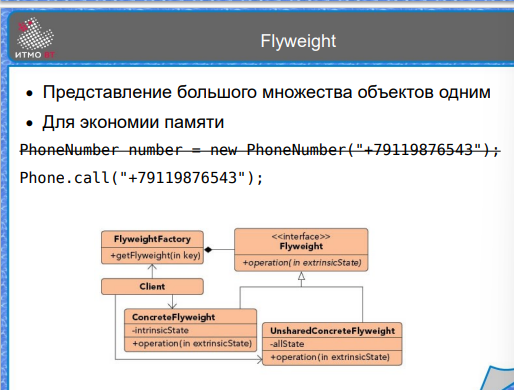 ИТМО ВТ
Flyweight
Представление большого множества объектов одним
Для экономии памяти
PhoneNumber number = new PhoneNumber("+79119876543");
Phone.call("+79119876543");
FlyweightFactory
+getFlyweight(in key)
<<interface>>
Flyweight
+operation(in extrinsicState)
Client
ConcreteFlyweight
-intrinsicState
+operation(in extrinsicState)
UnsharedConcreteFlyweight
-allState
+operation(in extrinsicState)